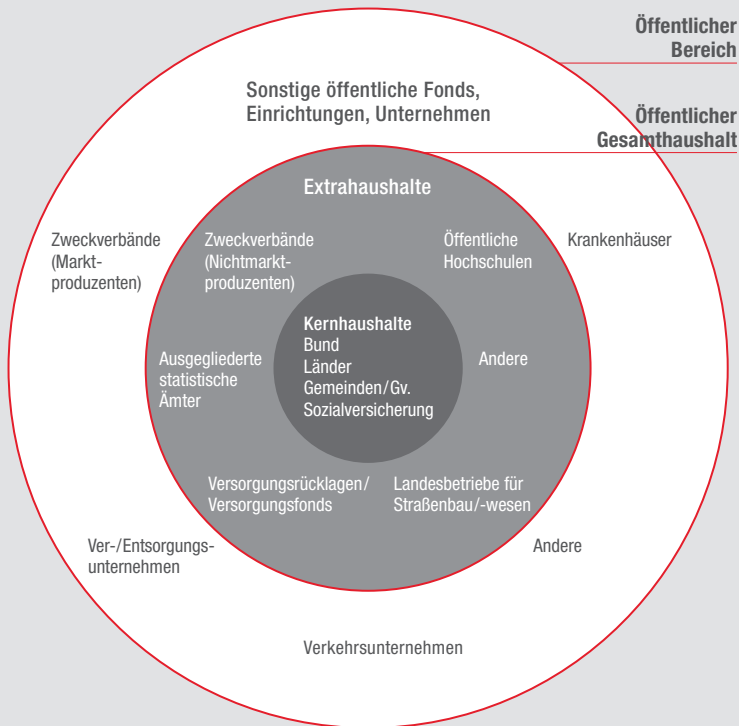 Öffentlicher
Bereich
Sonstige öffentliche Fonds,
Einrichtungen, Unternehmen
Öffentlicher
Gesamthaushalt
Extrahaushalte
Zweckverbände
(Markt-
produzenten)
Zweckverbände
(Nichtmarkt-
produzenten)
Öffentliche
Hochschulen
Krankenhäuser
Kernhaushalte
Bund
Länder
Gemeinden/Gv.
Sozialversicherung
Ausgegliederte
statistische
Ämter
Andere
Versorgungsrücklagen/
Versorgungsfonds
Landesbetriebe für
Straßenbau/-wesen
Ver-/Entsorgungs-
unternehmen
Andere
Verkehrsunternehmen